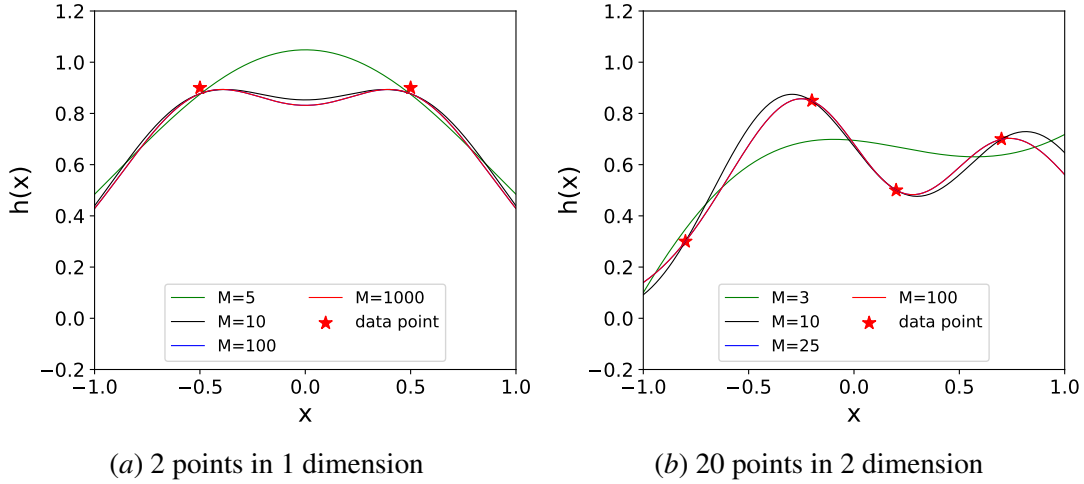 1.2
1.0
0.8
0.6
0.4
0.2
0.0
−0.2
h(x)
−1.0 −0.5 0.0 0.5 1.0
x
M=5
M=10
M=100
M=1000
data point
1.2
1.0
0.8
0.6
0.4
0.2
0.0
−0.2
h(x)
−1.0 −0.5 0.0 0.5 1.0
x
M=3
M=10
M=25
M=100
data point
(a) 2 points in 1 dimension
(b) 20 points in 2 dimension